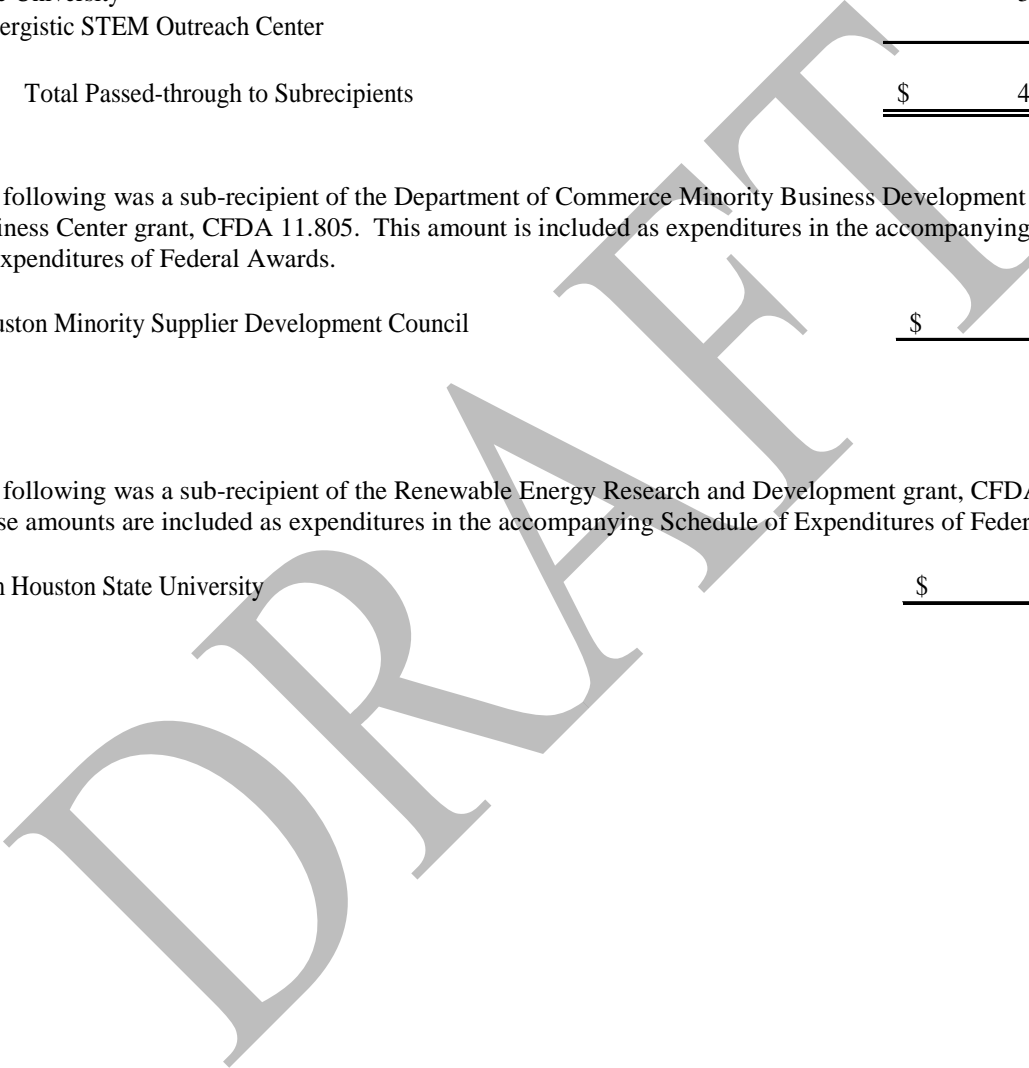 University
ergistic STEM Outreach Center
Total Passed-through to Subrecipients $ 4
following was a sub-recipient of the Department of Commerce Minority Business Development
iness Center grant, CFDA 11.805. This amount is included as expenditures in the accompanying
xpenditures of Federal Awards.
uston Minority Supplier Development Council $
following was a sub-recipient of the Renewable Energy Research and Development grant, CFDA
se amounts are included as expenditures in the accompanying Schedule of Expenditures of Feder
n Houston State University $
DRAFT